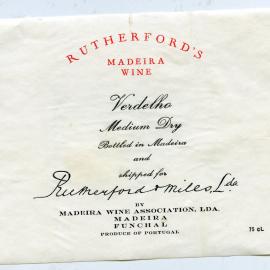 RUTHERFORD'S
MADEIRA
WINE
Verdelho
Medium Dry
Bottled in Madeira
and
shipped for
Rutherford & Miles, Lda
BY
MADEIRA WINE ASSOCIATION, LDA.
MADEIRA
FUNCHAL
PRODUCE OF PORTUGAL
75 cL